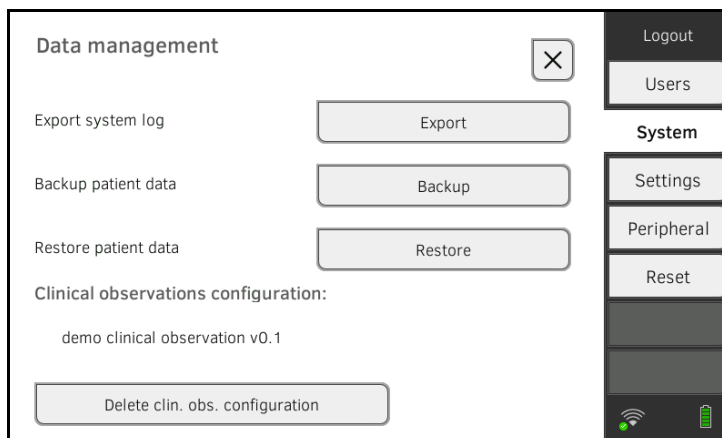 Data management
Export system log
Export
Backup patient data
Backup
Restore patient data
Restore
Clinical observations configuration:
demo clinical observation v0.1
Delete clin. obs. configuration
Logout
Users
System
Settings
Peripheral
Reset